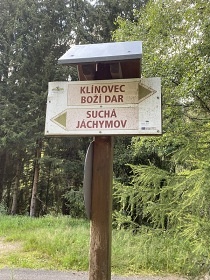 KLÍNOVEC
BOŽÍ DAR
SUCHÁ
JÁCHYMOV